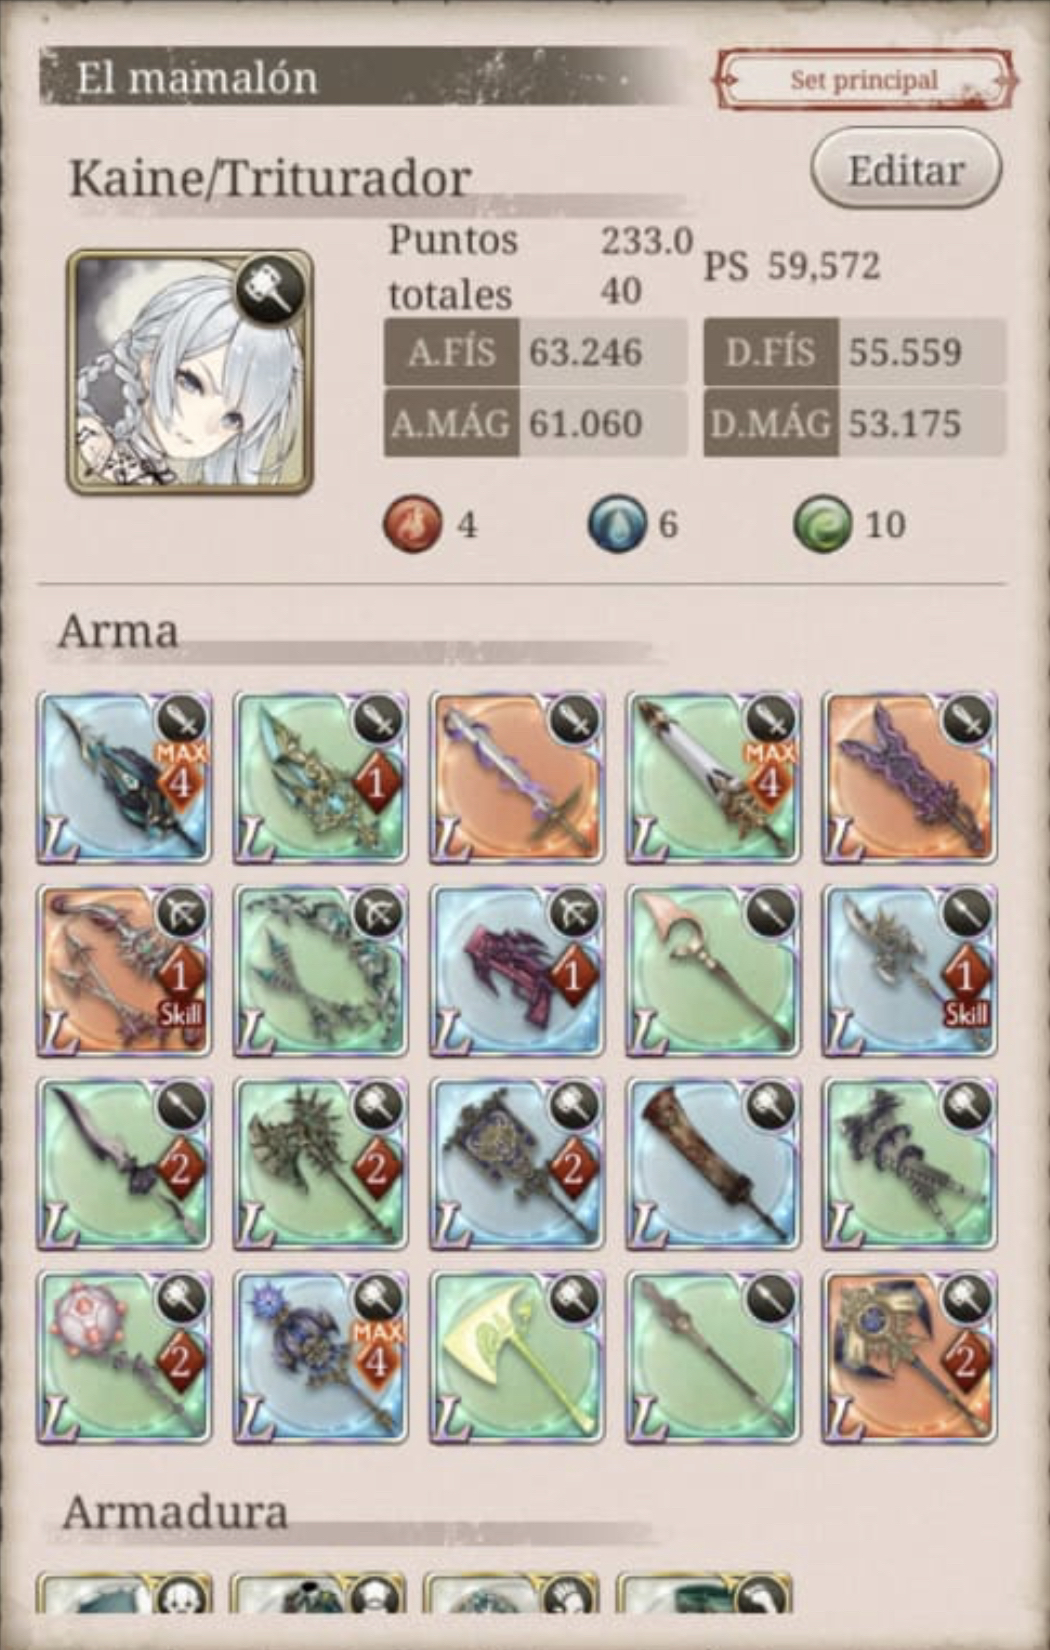 El mamalón
Set principal
Kaine/Triturador
Editar
Puntos totales 233.040
PS 59,572
A.FÍS 63.246
D.FÍS 55.559
A.MÁG 61.060
D.MÁG 53.175
4 6 10
Arma
L MAX 4
L 1
L
L MAX 4
L
L 1 Skill
L
L 1
L
L 1 Skill
L 2
L 2
L 2
L
L
L 2
L MAX 4
L
L
L 2
Armadura